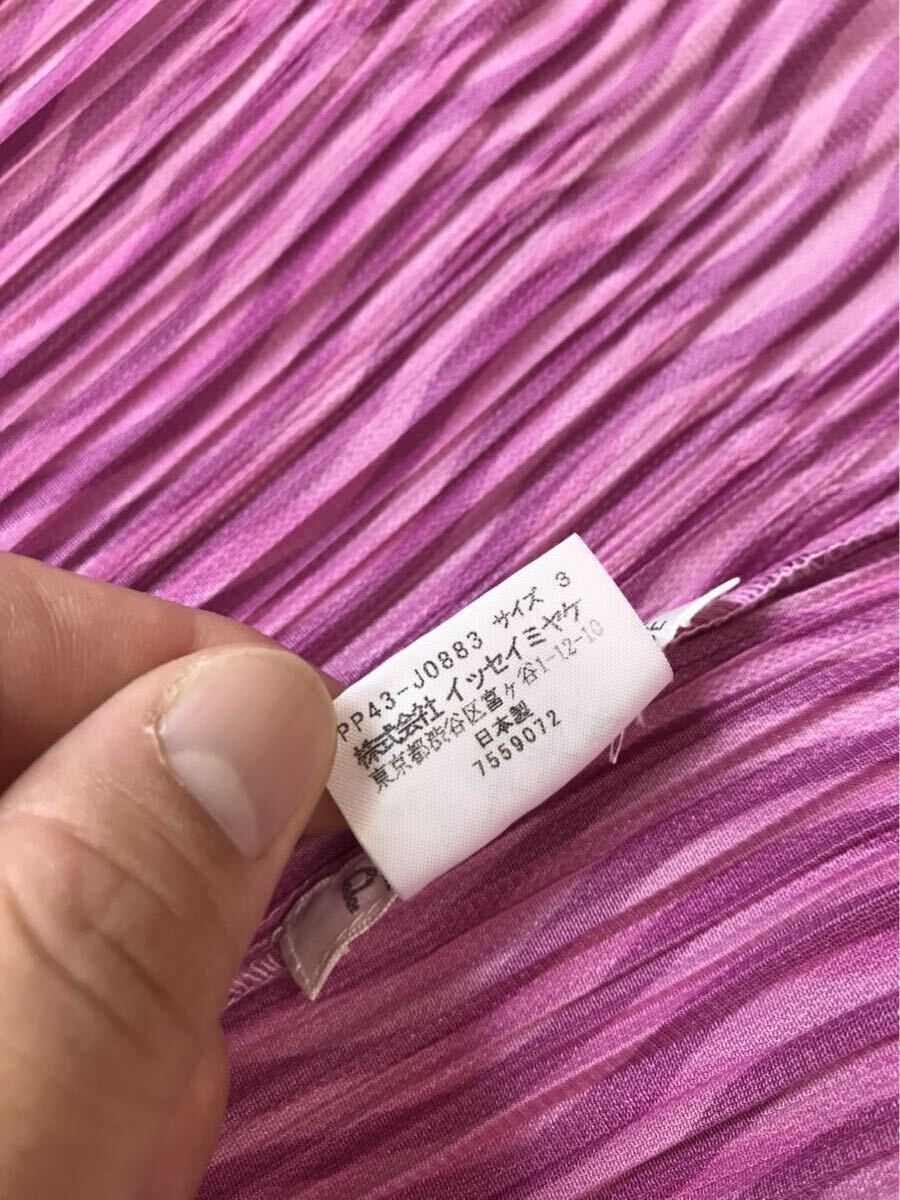 PP43-J0883 サイズ 3
株式会社 イッセイミヤケ
東京都渋谷区富ヶ谷1-12-10
日本製
7559072
P
E